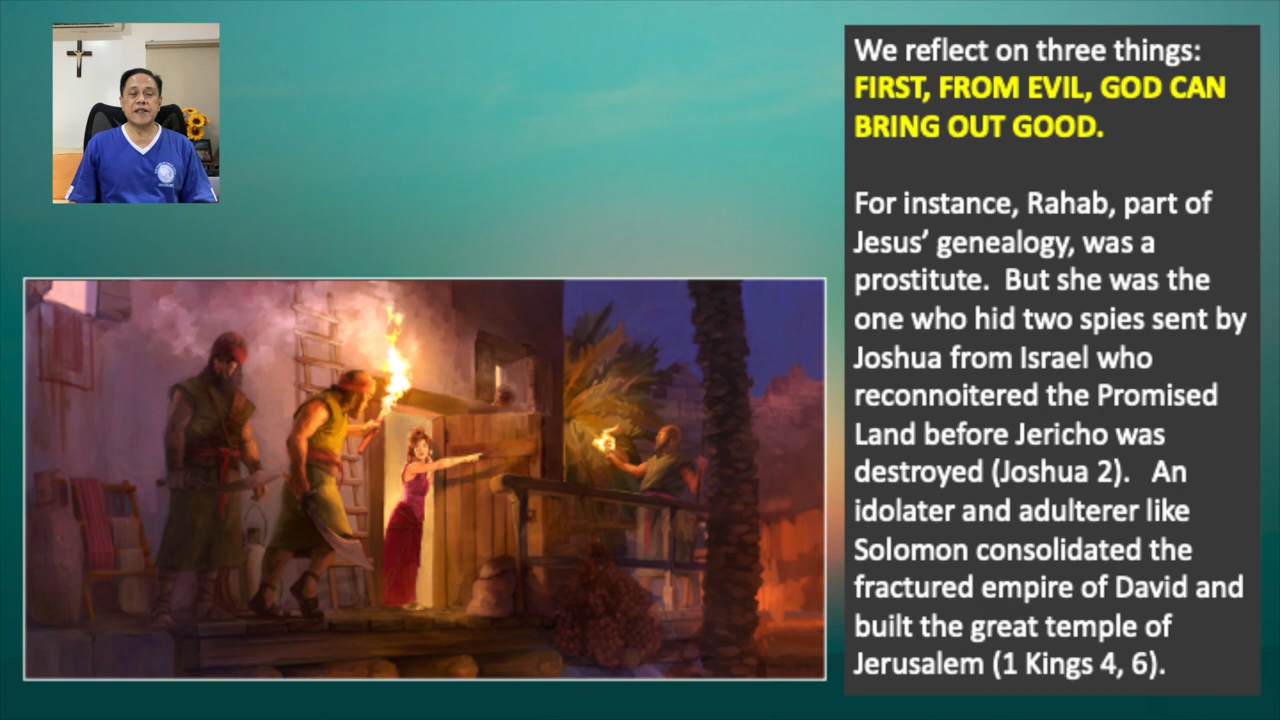 We reflect on three things:
FIRST, FROM EVIL, GOD CAN
BRING OUT GOOD.
For instance, Rahab, part of
Jesus’ genealogy, was a
prostitute.  But she was the
one who hid two spies sent by
Joshua from Israel who
reconnoitered the Promised
Land before Jericho was
destroyed (Joshua 2).   An
idolater and adulterer like
Solomon consolidated the
fractured empire of David and
built the great temple of
Jerusalem (1 Kings 4, 6).